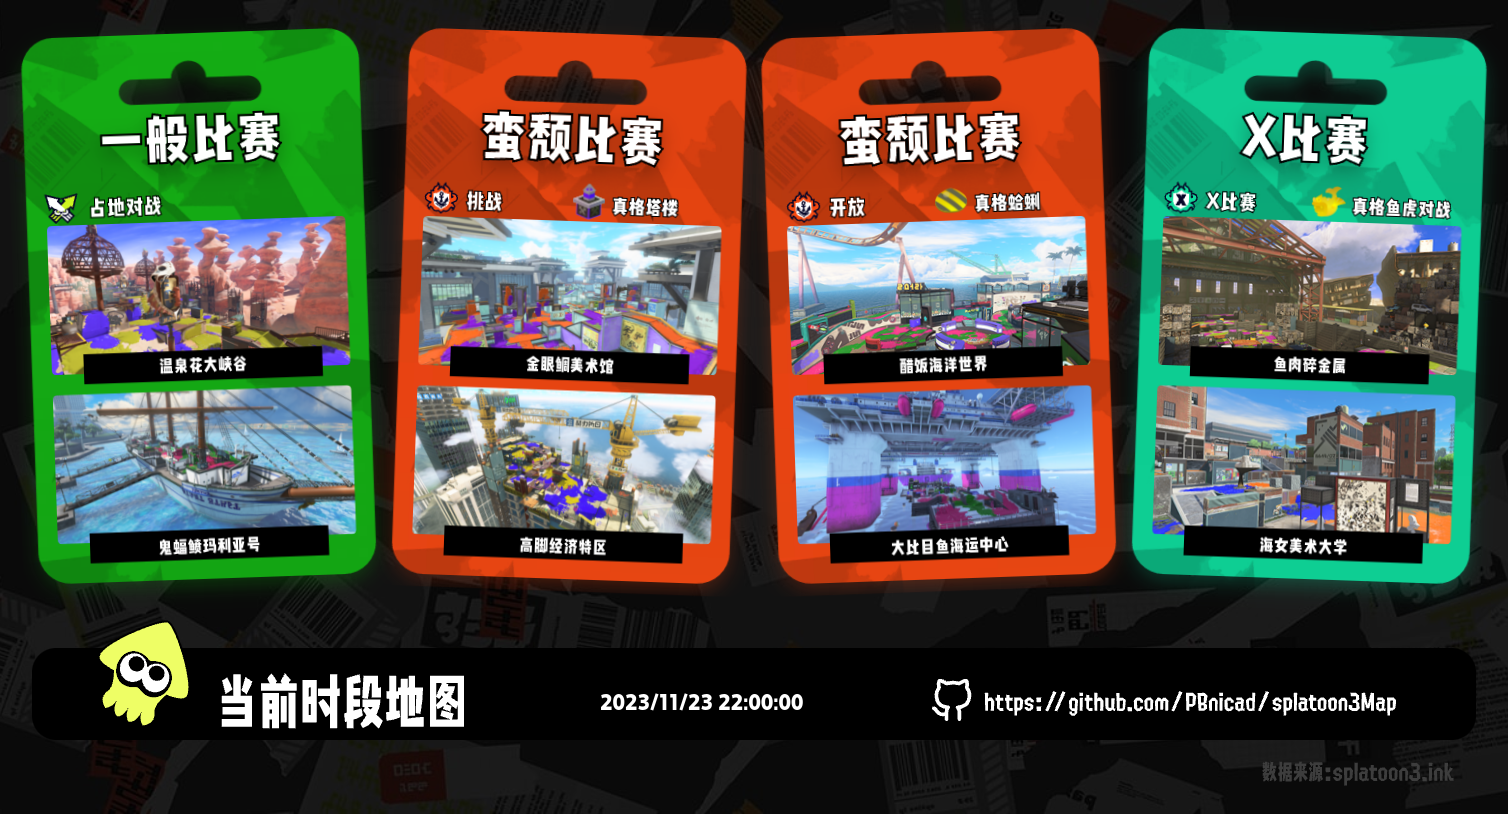 一般比赛
占地对战
温泉花大峡谷
鬼蝠鲼玛利亚号
蛮颓比赛
挑战
真格塔楼
金眼鲷美术馆
高脚经济特区
蛮颓比赛
开放
真格蛤蜊
醋饭海洋世界
大比目鱼海运中心
X比赛
X比赛
真格鱼虎对战
鱼肉碎金属
海女美术大学
当前时段地图
2023/11/23 22:00:00
https://github.com/PBnicad/splatoon3Map
数据来源:splatoon3.ink